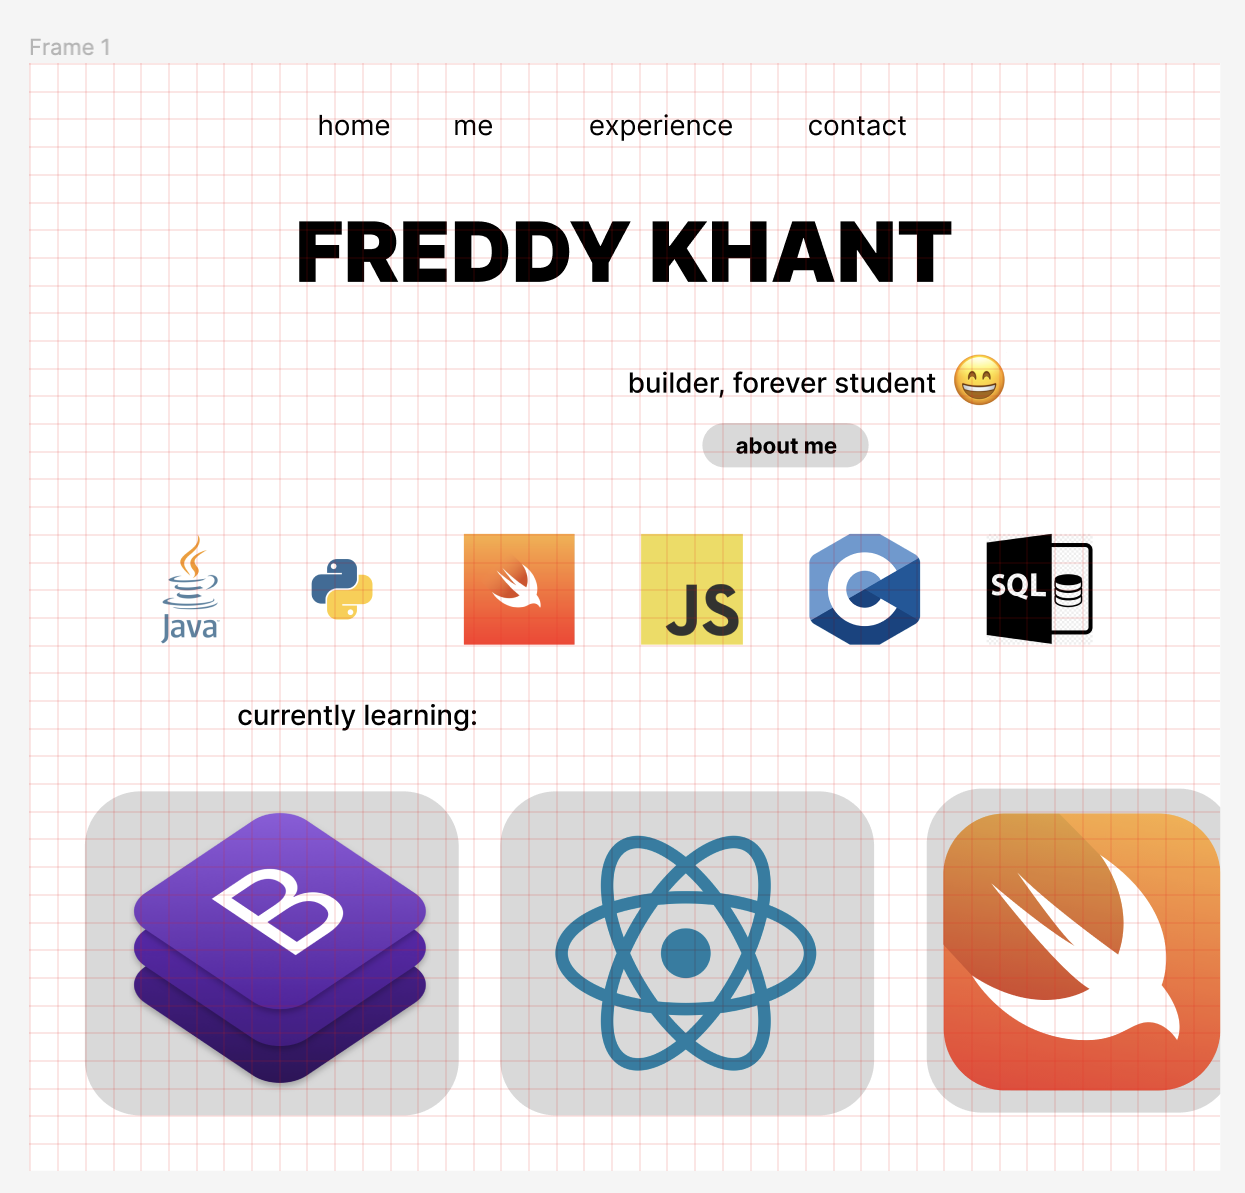 Frame 1
home me experience contact
FREDDY KHANT
builder, forever student
about me
Java
JS
C
SQL
currently learning:
B